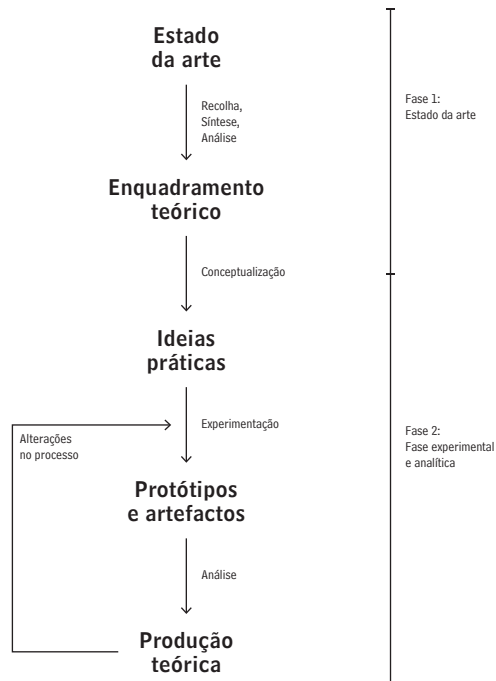 Estado
da arte
Recolha,
Síntese,
Análise
Fase 1:
Estado da arte
Enquadramento
teórico
Conceptualização
Ideias
práticas
Experimentação
Alterações
no processo
Fase 2:
Fase experimental
e analítica
Protótipos
e artefactos
Análise
Produção
teórica